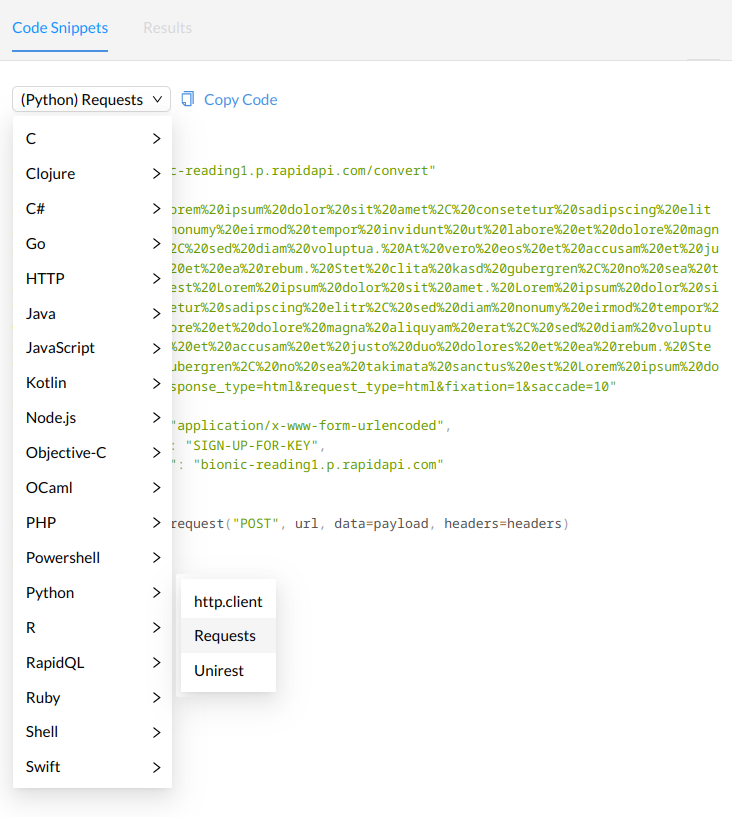 Code Snippets
Results
(Python) Requests
Copy Code
C
Clojure
C#
Go
HTTP
Java
JavaScript
Kotlin
Node.js
Objective-C
OCaml
PHP
Powershell
Python
R
RapidQL
Ruby
Shell
Swift
http.client
Requests
Unirest
c-reading1.p.rapidapi.com/convert"
orem%20ipsum%20dolor%20sit%20amet%2C%20consetetur%20sadipscing%20elit
nonumy%20eirmod%20tempor%20invidunt%20ut%20labore%20et%20dolore%20magn
2C%20sed%20diam%20voluptua.%20At%20vero%20eos%20et%20accusam%20et%20ju
%20et%20ea%20rebum.%20Stet%20clita%20kasd%20gubergren%2C%20no%20sea%20t
est%20Lorem%20ipsum%20dolor%20sit%20amet.%20Lorem%20ipsum%20dolor%20si
etur%20sadipscing%20elitr%2C%20sed%20diam%20nonumy%20eirmod%20tempor%2
ore%20et%20dolore%20magna%20aliquyam%20erat%2C%20sed%20diam%20voluptu
%20et%20accusam%20et%20justo%20duo%20dolores%20et%20ea%20rebum.%20Ste
ubergren%2C%20no%20sea%20takimata%20sanctus%20est%20Lorem%20ipsum%20do
sponse_type=html&request_type=html&fixation=1&saccade=10"
"application/x-www-form-urlencoded",
: "SIGN-UP-FOR-KEY",
": "bionic-reading1.p.rapidapi.com"
request("POST", url, data=payload, headers=headers)